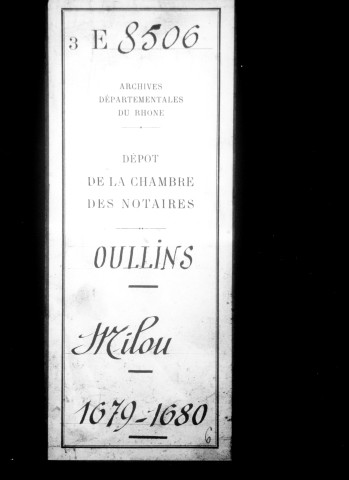 3 E 8506
ARCHIVES
DÉPARTEMENTALES
DU RHONE
DÉPOT
DE LA CHAMBRE
DES NOTAIRES
OULLINS
Milou
1679-1680
6